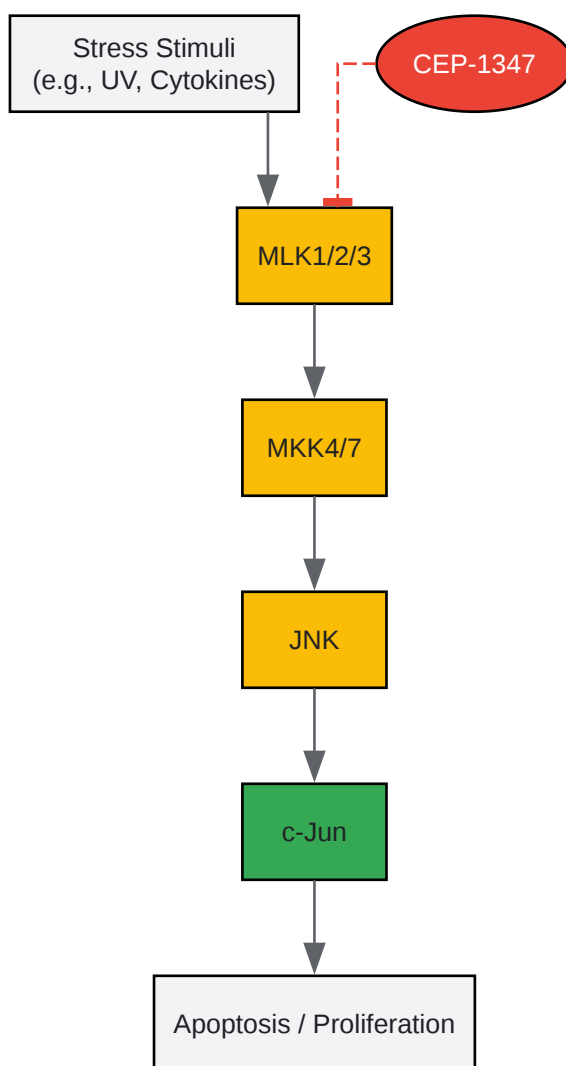 Stress Stimuli
(e.g., UV, Cytokines)
CEP-1347
MLK1/2/3
MKK4/7
JNK
c-Jun
Apoptosis / Proliferation